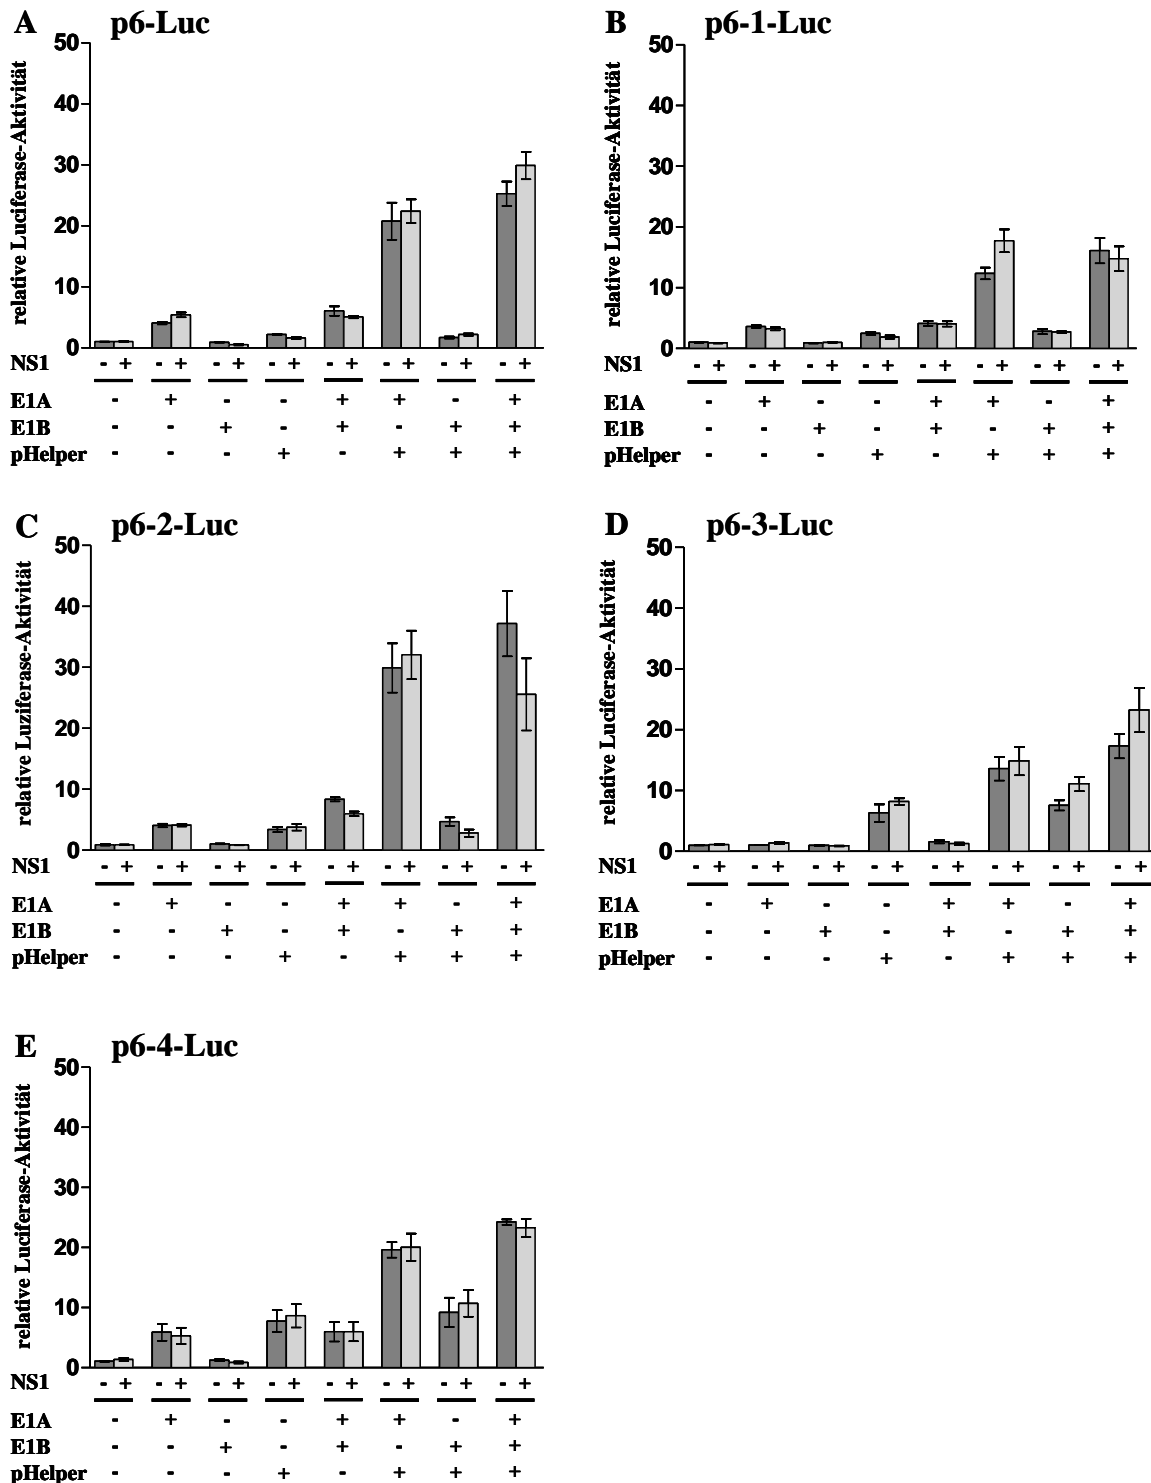 A p6-Luc
relative Luciferase-Aktivität
50
40
30
20
10
0
NS1 - + - + - + - + - + - + - + - +
E1A - + - - + + - +
E1B - - + - + - + +
pHelper - - - + - + + +
B p6-1-Luc
relative Luciferase-Aktivität
50
40
30
20
10
0
NS1 - + - + - + - + - + - + - + - +
E1A - + - - + + - +
E1B - - + - + - + +
pHelper - - - + - + + +
C p6-2-Luc
relative Luziferase-Aktivität
50
40
30
20
10
0
NS1 - + - + - + - + - + - + - + - +
E1A - + - - + + - +
E1B - - + - + - + +
pHelper - - - + - + + +
D p6-3-Luc
relative Luciferase-Aktivität
50
40
30
20
10
0
NS1 - + - + - + - + - + - + - + - +
E1A - + - - + + - +
E1B - - + - + - + +
pHelper - - - + - + + +
E p6-4-Luc
relative Luciferase-Aktivität
50
40
30
20
10
0
NS1 - + - + - + - + - + - + - + - +
E1A - + - - + + - +
E1B - - + - + - + +
pHelper - - - + - + + +